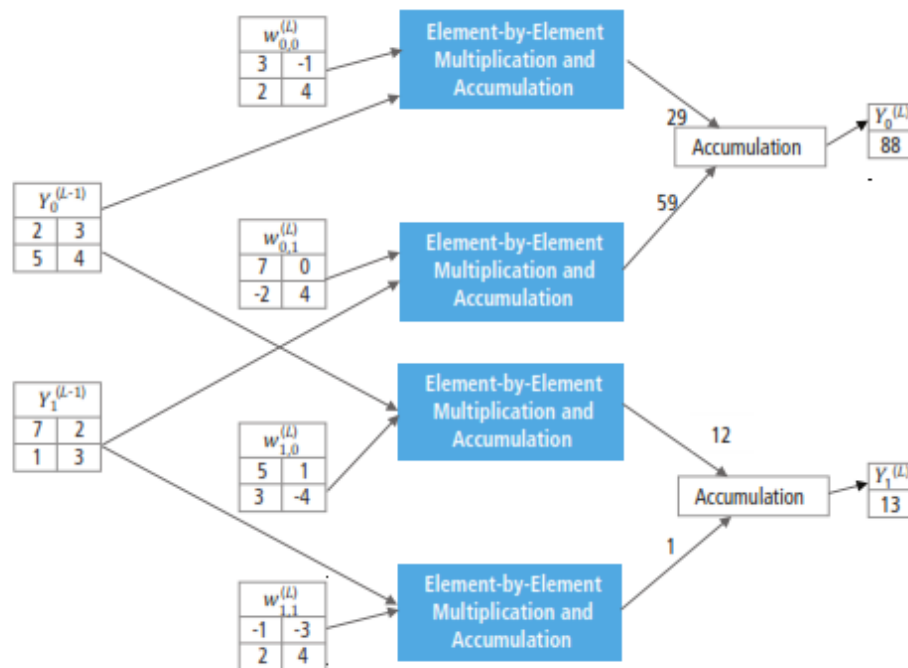 w0,0(L)
3 -1
2 4
Element-by-Element
Multiplication and
Accumulation
29
Accumulation
Y0(L)
88
Y0(L-1)
2 3
5 4
59
w0,1(L)
7 0
-2 4
Element-by-Element
Multiplication and
Accumulation
Y1(L-1)
7 2
1 3
Element-by-Element
Multiplication and
Accumulation
w1,0(L)
5 1
3 -4
12
Accumulation
Y1(L)
13
1
w1,1(L)
-1 -3
2 4
Element-by-Element
Multiplication and
Accumulation